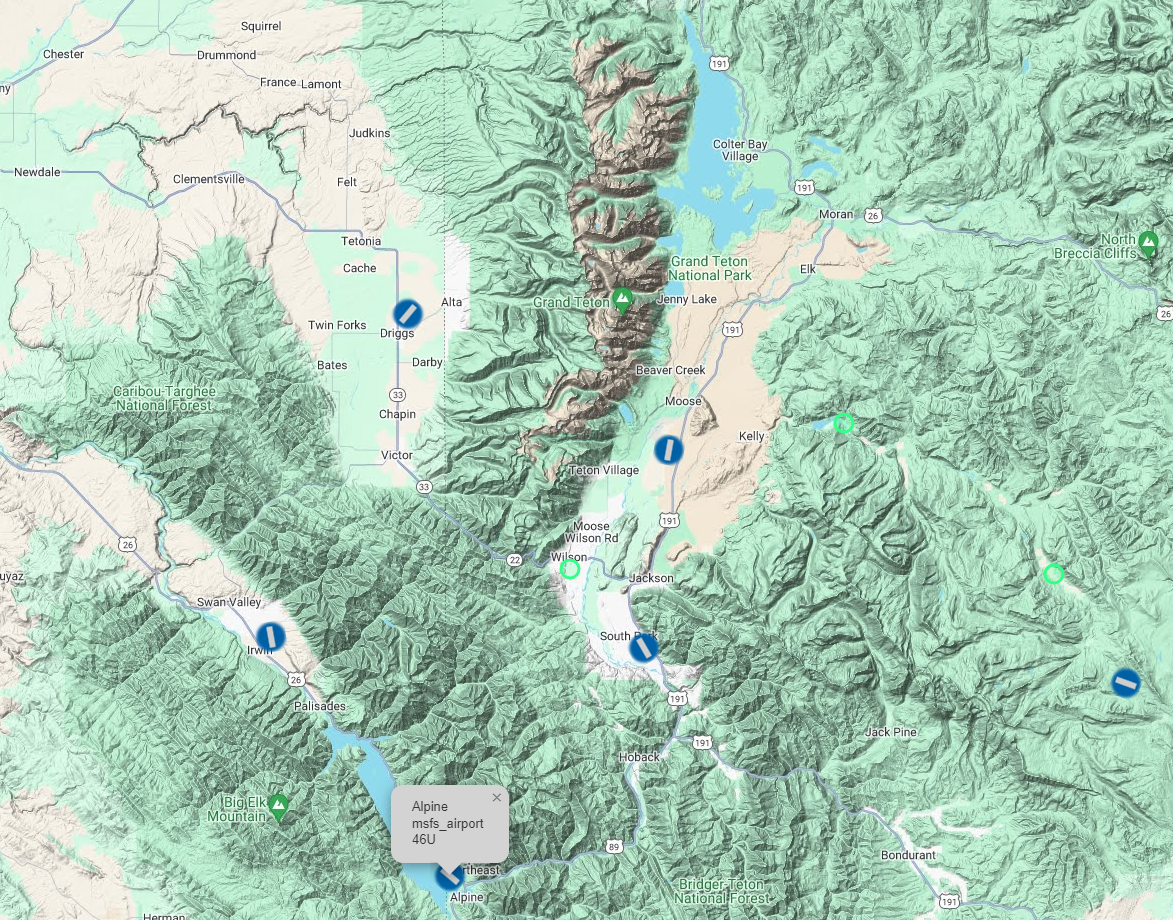 Squirrel
Chester
Drummond
191
France
Lamont
ny
Judkins
Colter Bay
Village
Newdale
Clementsville
Felt
191
Moran
26
Tetonia
North
Breccia Cliffs
Cache
Grand Teton
National Park
Elk
Alta
Grand Teton
Jenny Lake
26
Twin Forks
Driggs
191
Bates
Darby
Beaver Creek
Caribou-Targhee
National Forest
33
Moose
Chapin
Kelly
Victor
Teton Village
33
191
Moose
Wilson Rd
26
22
Wilson
Jackson
Swan Valley
South
Irwin
26
191
Palisades
Jack Pine
191
Hoback
Big Elk
Mountain
Alpine
×
msfs_airport
46U
89
Bondurant
rtheast
Bridger-Teton
National Forest
Alpine
191
Herman